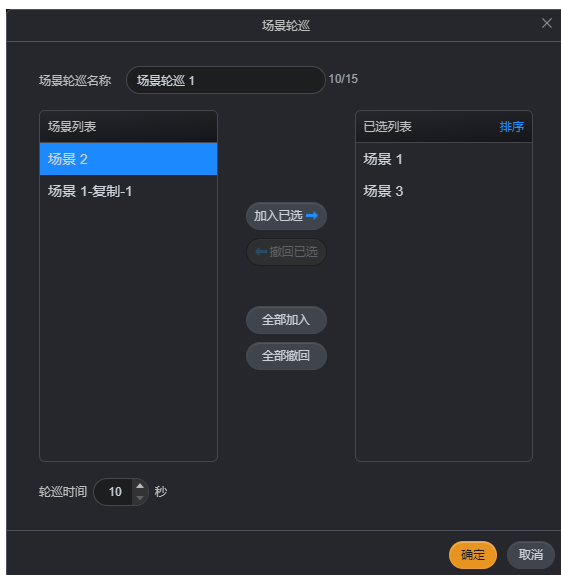 场景轮巡
场景轮巡名称 场景轮巡 1 10/15
场景列表
场景 2
场景 1-复制-1
加入已选
撤回已选
全部加入
全部撤回
已选列表 排序
场景 1
场景 3
轮巡时间 10 秒
确定 取消